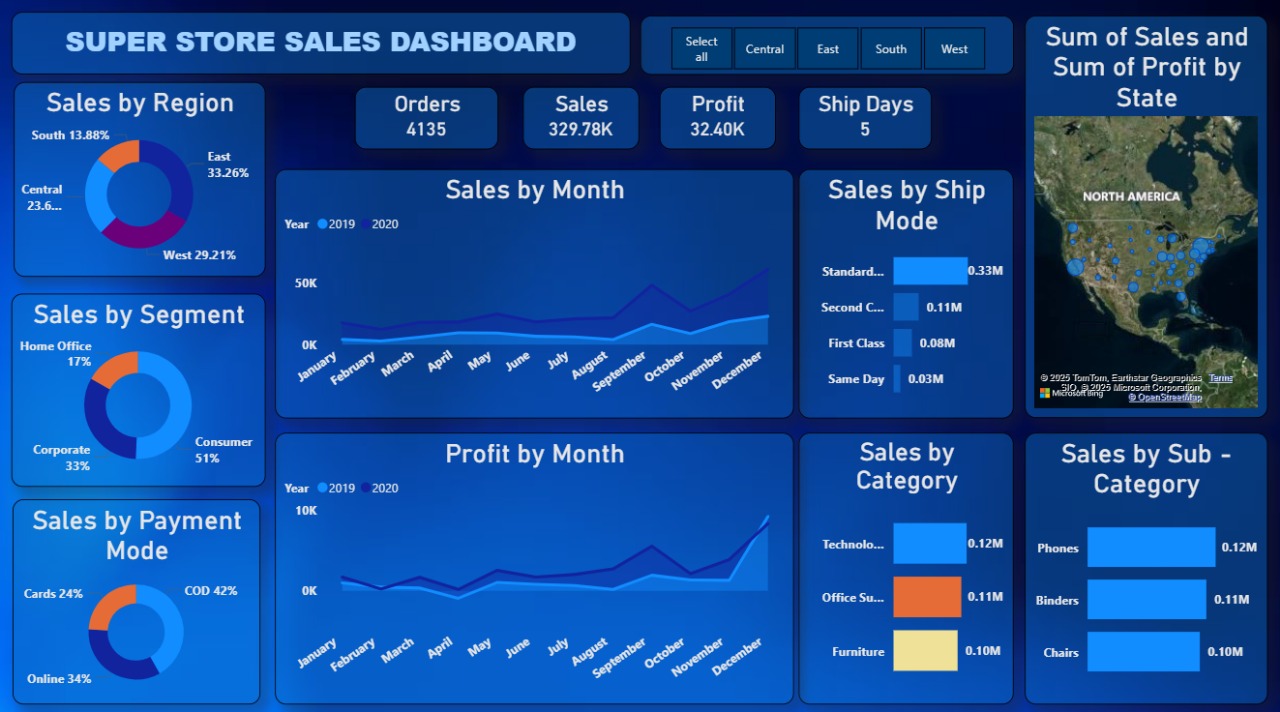 SUPER STORE SALES DASHBOARD
Select
all
Central
East
South
West
Sum of Sales and
Sum of Profit by
State
Sales by Region
South 13.88%
East
33.26%
Central
23.6...
West 29.21%
Orders
4135
Sales
329.78K
Profit
32.40K
Ship Days
5
Sales by Month
Year 2019 2020
50K
0K
January
February
March
April
May
June
July
August
September
October
November
December
Sales by Ship
Mode
Standard... 0.33M
Second C... 0.11M
First Class 0.08M
Same Day 0.03M
NORTH AMERICA
© 2025 TomTom, Earthstar Geographics
SIO, © 2025 Microsoft Corporation,
© OpenStreetMap
Terms
Microsoft Bing
Sales by Segment
Home Office
17%
Corporate
33%
Consumer
51%
Profit by Month
Year 2019 2020
10K
0K
January
February
March
April
May
June
July
August
September
October
November
December
Sales by
Category
Technolo... 0.12M
Office Su... 0.11M
Furniture 0.10M
Sales by Sub -
Category
Phones 0.12M
Binders 0.11M
Chairs 0.10M
Sales by Payment
Mode
Cards 24%
COD 42%
Online 34%